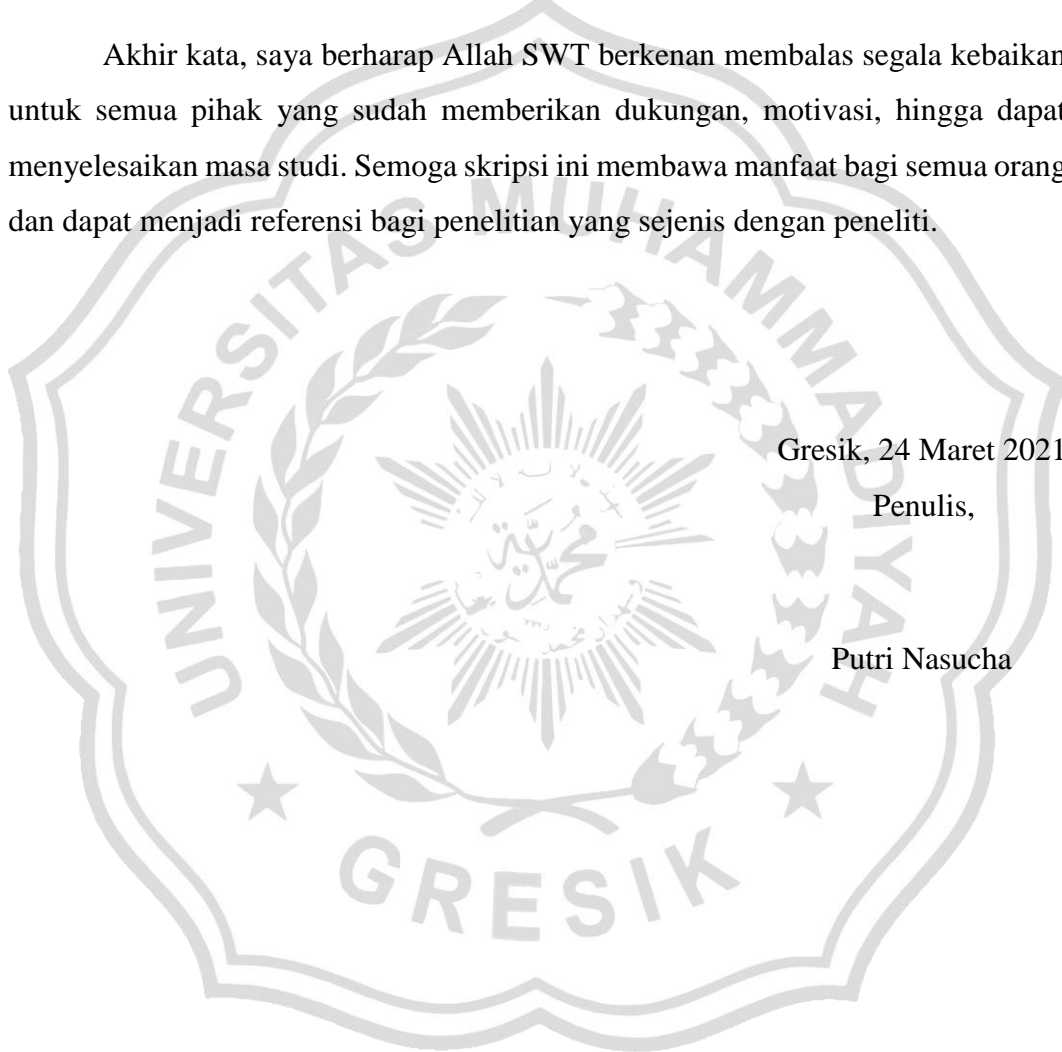 Akhir kata, saya berharap Allah SWT berkenan membalas segala kebaikan
untuk semua pihak yang sudah memberikan dukungan, motivasi, hingga dapat
menyelesaikan masa studi. Semoga skripsi ini membawa manfaat bagi semua orang
dan dapat menjadi referensi bagi penelitian yang sejenis dengan peneliti.
UNIVERSITAS MUHAMMADIYAH
Gresik, 24 Maret 2021
Penulis,
محمد
Putri Nasucha
GRESIK